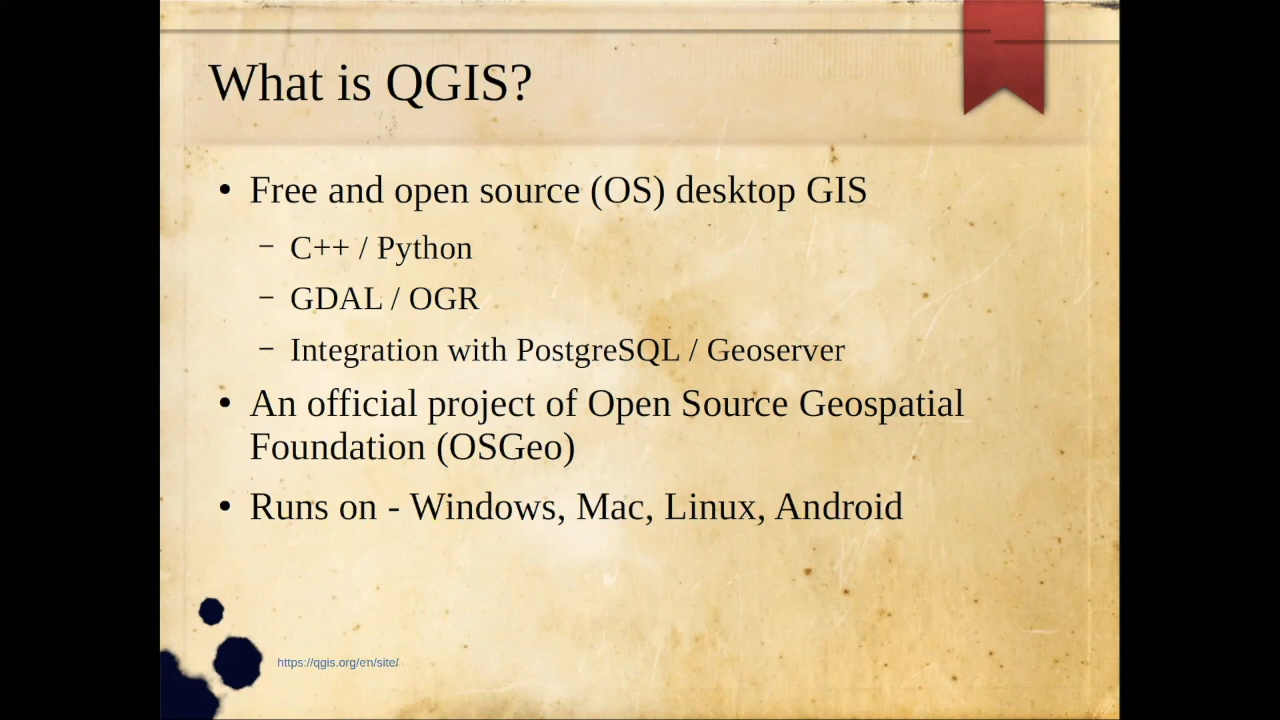 What is QGIS?
• Free and open source (OS) desktop GIS
– C++ / Python
– GDAL / OGR
– Integration with PostgreSQL / Geoserver
• An official project of Open Source Geospatial
Foundation (OSGeo)
• Runs on - Windows, Mac, Linux, Android
https://qgis.org/en/site/